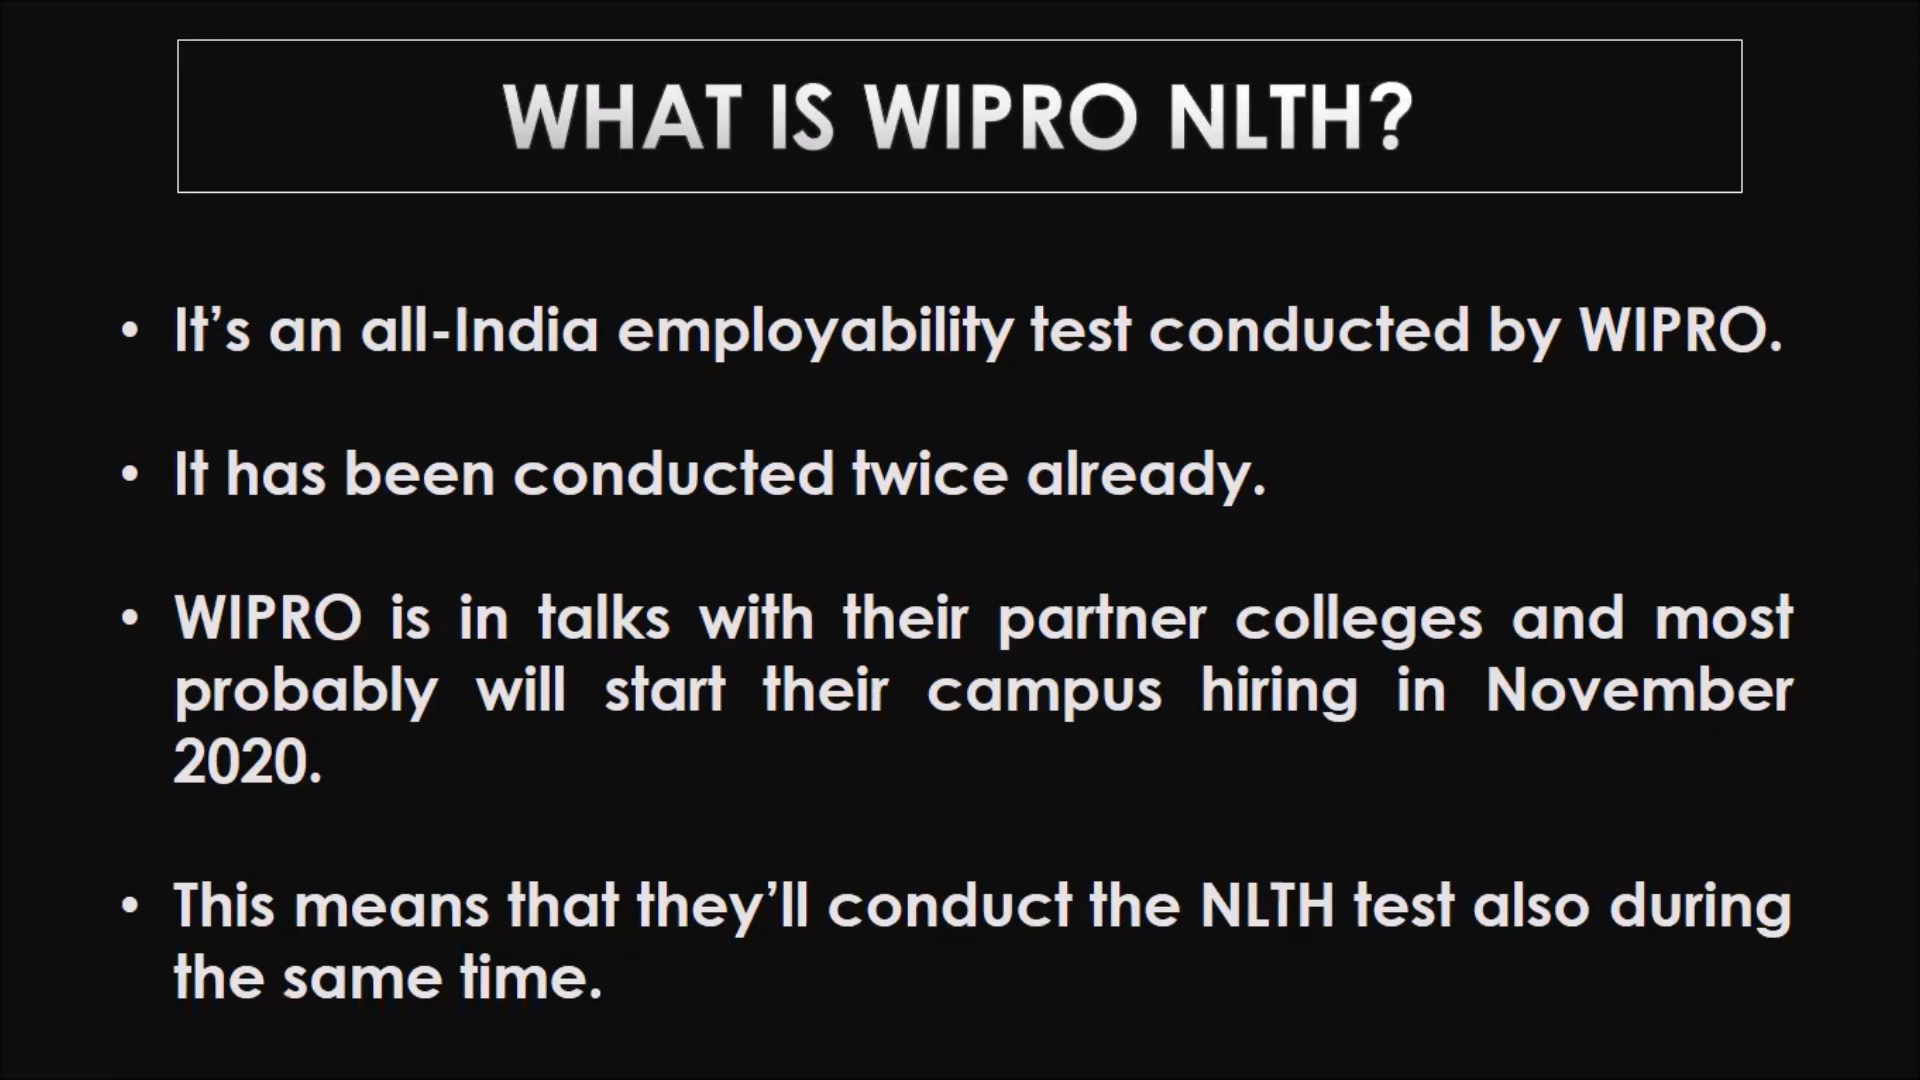 WHAT IS WIPRO NLTH?
• It’s an all-India employability test conducted by WIPRO.
• It has been conducted twice already.
• WIPRO is in talks with their partner colleges and most
probably will start their campus hiring in November
2020.
• This means that they’ll conduct the NLTH test also during
the same time.